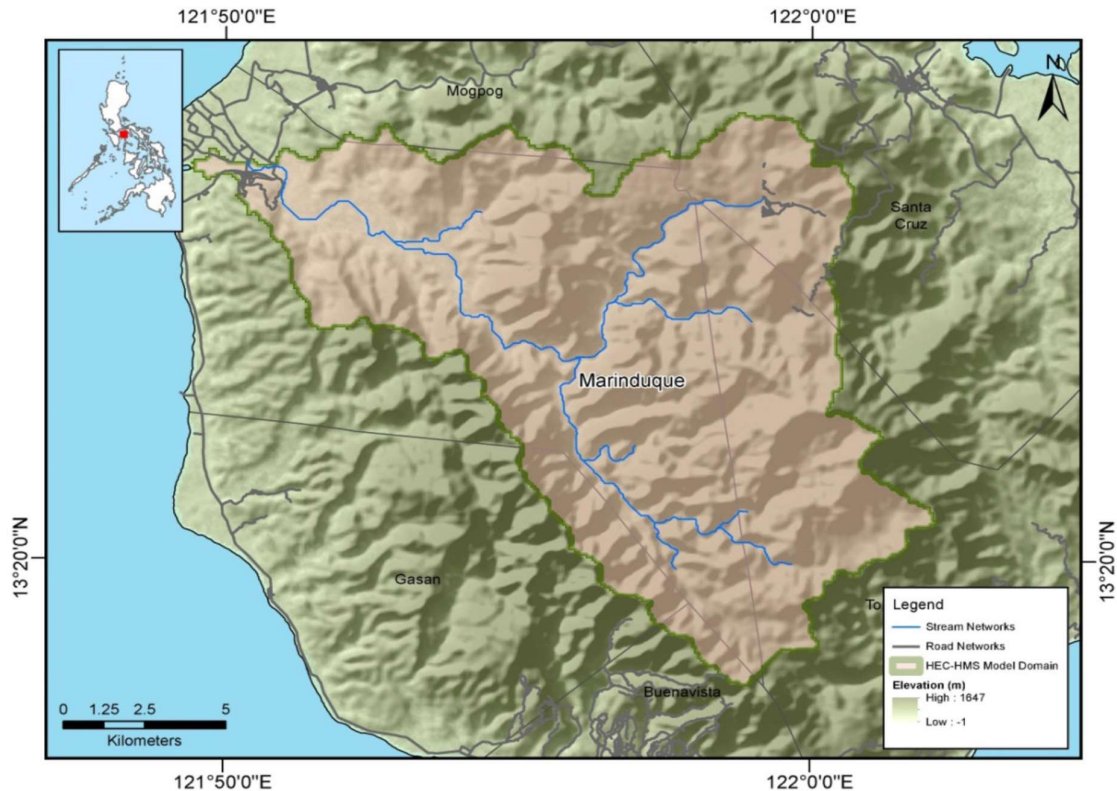 121°50'0"E
122°0'0"E
N
Mogpog
Santa
Cruz
Marinduque
13°20'0"N
13°20'0"N
Gasan
To
Buenavista
Legend
Stream Networks
Road Networks
HEC-HMS Model Domain
Elevation (m)
High : 1647
Low : -1
0 1.25 2.5 5
Kilometers
121°50'0"E
122°0'0"E